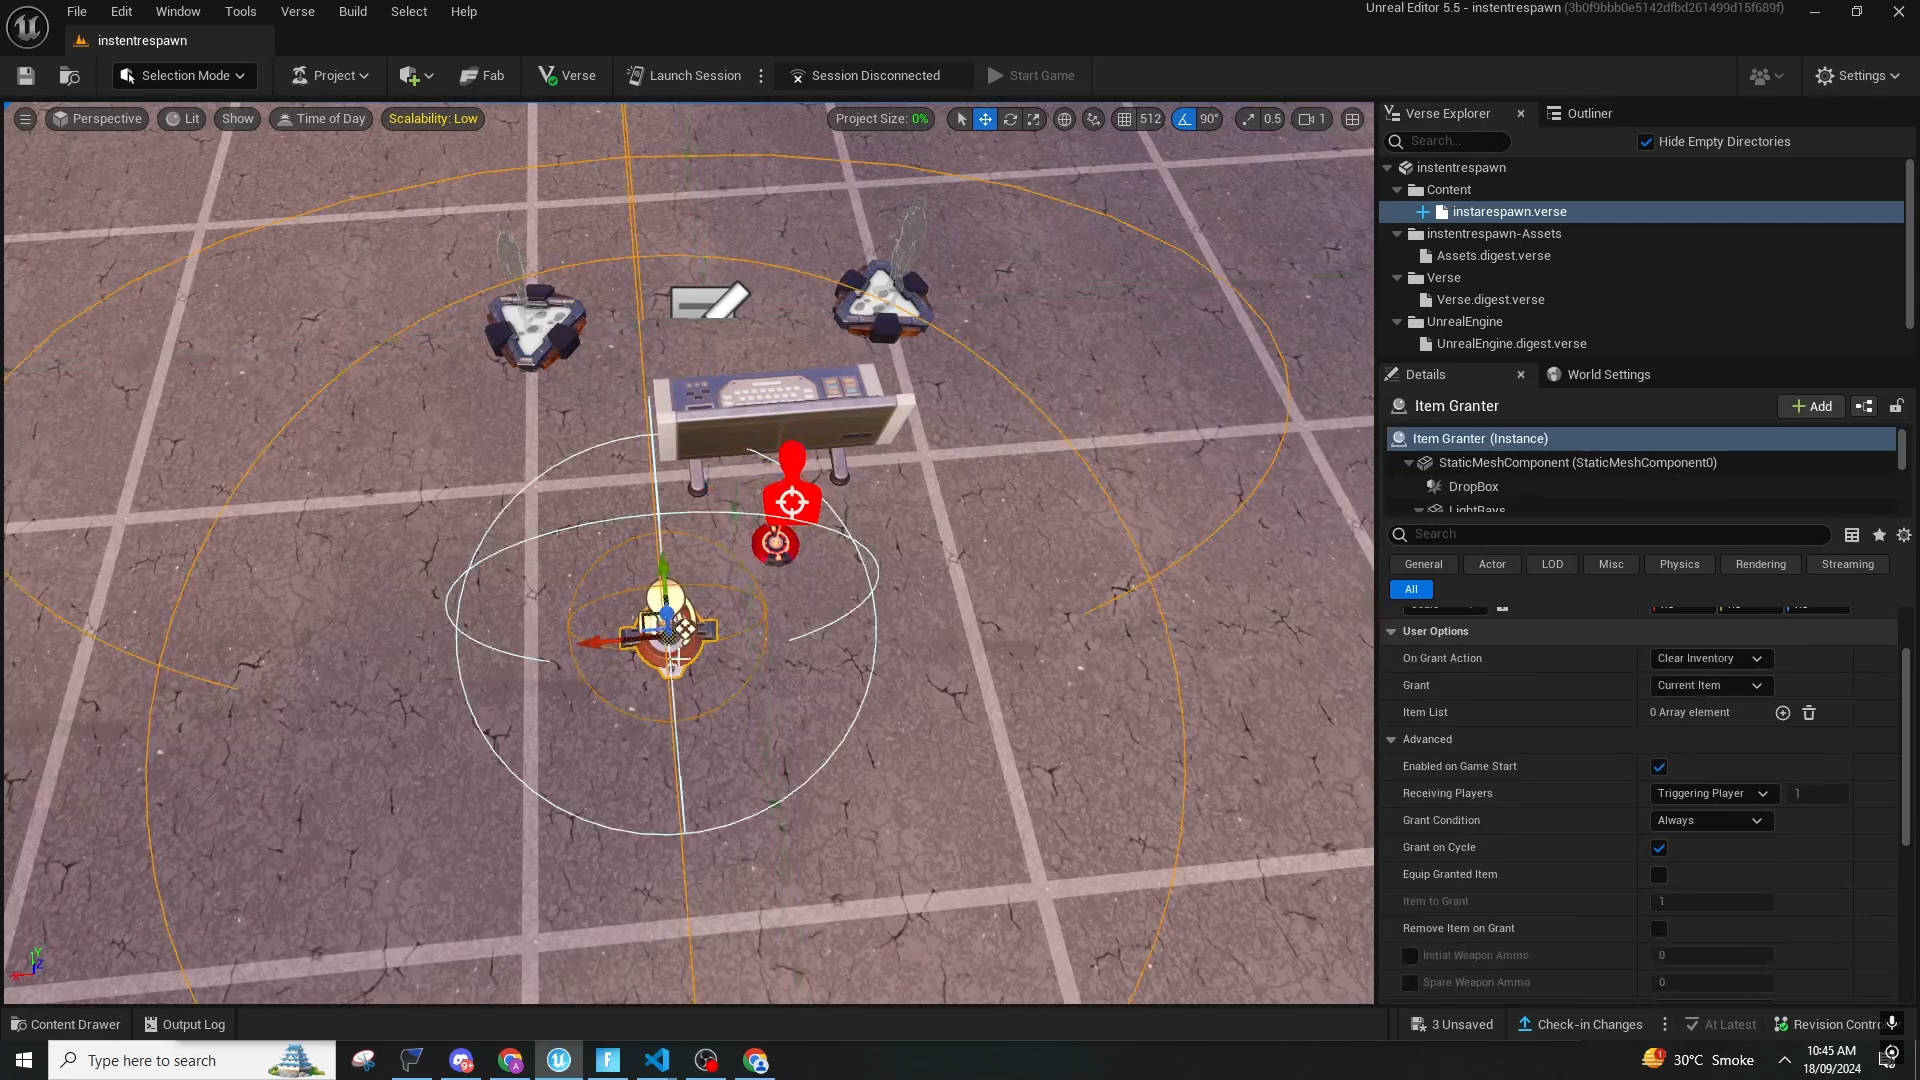 File Edit Window Tools Verse Build Select Help
Unreal Editor 5.5 - instentrespawn (3b0f9bbb0e5142dfbd261499d15f689f)
instentrespawn
Selection Mode Project Fab Verse Launch Session Session Disconnected Start Game Settings
Perspective Lit Show Time of Day Scalability: Low Project Size: 0% 512 90° 0.5 1
Verse Explorer Outliner
Search... Hide Empty Directories
instentrespawn
Content
instarespawn.verse
instentrespawn-Assets
Assets.digest.verse
Verse
Verse.digest.verse
UnrealEngine
UnrealEngine.digest.verse
Details World Settings
Item Granter Add
Item Granter (Instance)
StaticMeshComponent (StaticMeshComponent0)
DropBox
LightRays
Search
General Actor LOD Misc Physics Rendering Streaming
All
User Options
On Grant Action Clear Inventory
Grant Current Item
Item List 0 Array element
Advanced
Enabled on Game Start
Receiving Players Triggering Player 1
Grant Condition Always
Grant on Cycle
Equip Granted Item
Item to Grant 1
Remove Item on Grant
Initial Weapon Ammo 0
Spare Weapon Ammo 0
Y
Z
X
Content Drawer Output Log 3 Unsaved Check-in Changes At Latest Revision Contro
Type here to search
9+
30°C Smoke
10:45 AM
18/09/2024